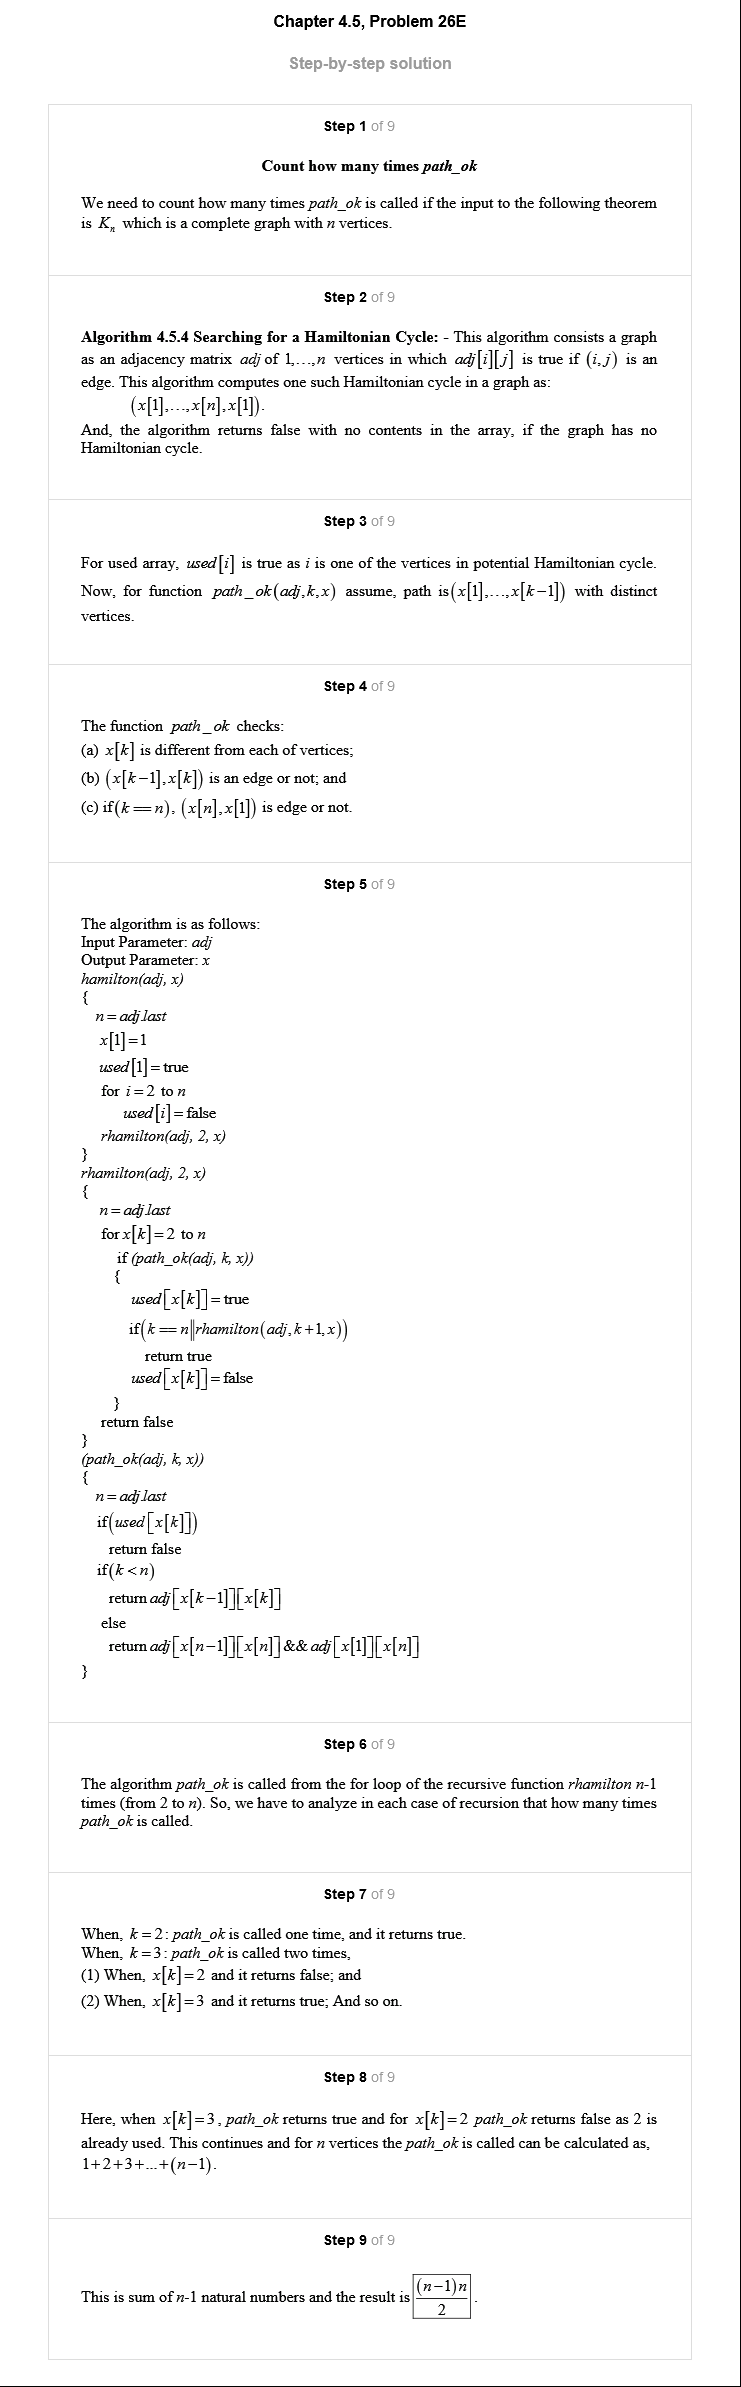 Chapter 4.5, Problem 26E
Step-by-step solution
Step 1 of 9
Count how many times path_ok
We need to count how many times path_ok is called if the input to the following theorem
is Kₙ which is a complete graph with n vertices.
Step 2 of 9
Algorithm 4.5.4 Searching for a Hamiltonian Cycle: - This algorithm consists a graph
as an adjacency matrix adj of 1,…,n vertices in which adj[i][j] is true if (i,j) is an
edge. This algorithm computes one such Hamiltonian cycle in a graph as:
(x[1],…,x[n],x[1]).
And, the algorithm returns false with no contents in the array, if the graph has no
Hamiltonian cycle.
Step 3 of 9
For used array, used[i] is true as i is one of the vertices in potential Hamiltonian cycle.
Now, for function path_ok(adj,k,x) assume, path is(x[1],…,x[k−1]) with distinct
vertices.
Step 4 of 9
The function path_ok checks:
(a) x[k] is different from each of vertices;
(b) (x[k−1],x[k]) is an edge or not; and
(c) if(k==n), (x[n],x[1]) is edge or not.
Step 5 of 9
The algorithm is as follows:
Input Parameter: adj
Output Parameter: x
hamilton(adj, x)
{
n=adj.last
x[1]=1
used[1]=true
for i=2 to n
used[i]=false
rhamilton(adj, 2, x)
}
rhamilton(adj, 2, x)
{
n=adj.last
for x[k]=2 to n
if (path_ok(adj, k, x))
{
used[x[k]]=true
if(k==n||rhamilton(adj,k+1,x))
return true
used[x[k]]=false
}
return false
}
(path_ok(adj, k, x))
{
n=adj.last
if(used[x[k]])
return false
if(k<n)
return adj[x[k−1]][x[k]]
else
return adj[x[n−1]][x[n]]&&adj[x[1]][x[n]]
}
Step 6 of 9
The algorithm path_ok is called from the for loop of the recursive function rhamilton n-1
times (from 2 to n). So, we have to analyze in each case of recursion that how many times
path_ok is called.
Step 7 of 9
When, k=2: path_ok is called one time, and it returns true.
When, k=3: path_ok is called two times,
(1) When, x[k]=2 and it returns false; and
(2) When, x[k]=3 and it returns true; And so on.
Step 8 of 9
Here, when x[k]=3, path_ok returns true and for x[k]=2 path_ok returns false as 2 is
already used. This continues and for n vertices the path_ok is called can be calculated as,
1+2+3+...+(n−1).
Step 9 of 9
This is sum of n-1 natural numbers and the result is (n−1)n/2.